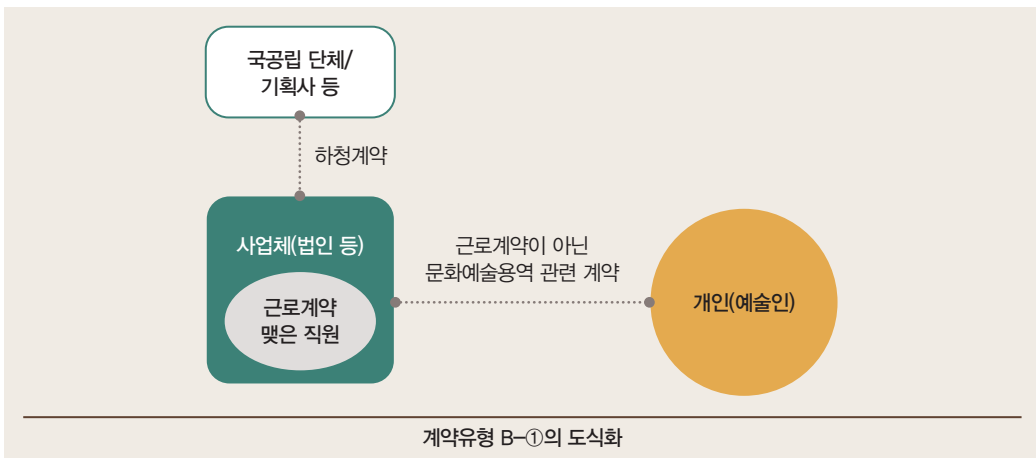 국공립 단체/
기획사 등
하청계약
사업체(법인 등)
근로계약
맺은 직원
근로계약이 아닌
문화예술용역 관련 계약
개인(예술인)
계약유형 B-①의 도식화